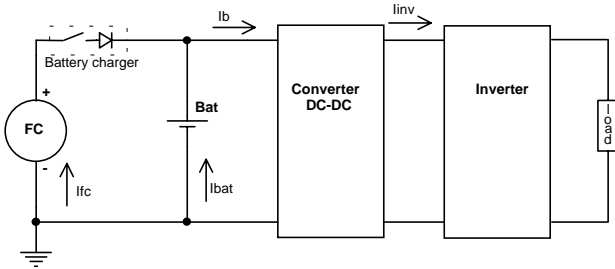 Ib
Iinv
Battery charger
+
FC
-
Ifc
Bat
Ibat
Converter
DC-DC
Inverter
load